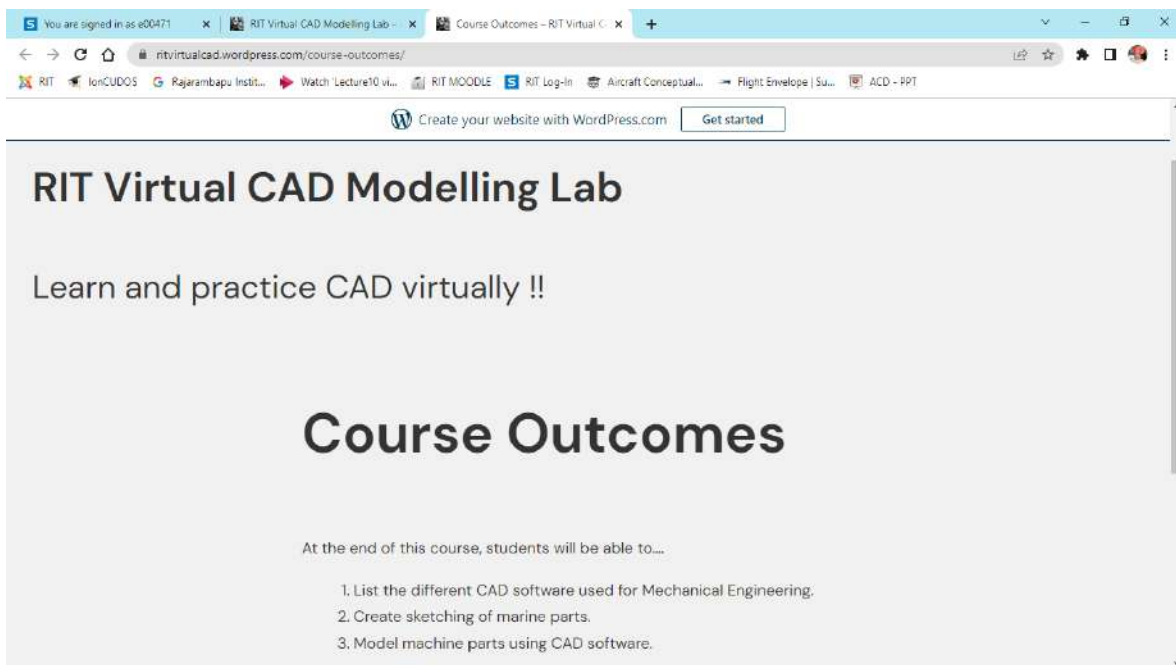 You are signed in as e00471
RIT Virtual CAD Modelling Lab –
Course Outcomes – RIT Virtual C
ritvirtualcad.wordpress.com/course-outcomes/
RIT
IonCUDOS
Rajarambapu Instit...
Watch 'Lecture10 vi...
RIT MOODLE
RIT Log-In
Aircraft Conceptual...
Flight Envelope | Su...
ACD - PPT
Create your website with WordPress.com
Get started
RIT Virtual CAD Modelling Lab
Learn and practice CAD virtually !!
Course Outcomes
At the end of this course, students will be able to....
1. List the different CAD software used for Mechanical Engineering.
2. Create sketching of marine parts.
3. Model machine parts using CAD software.